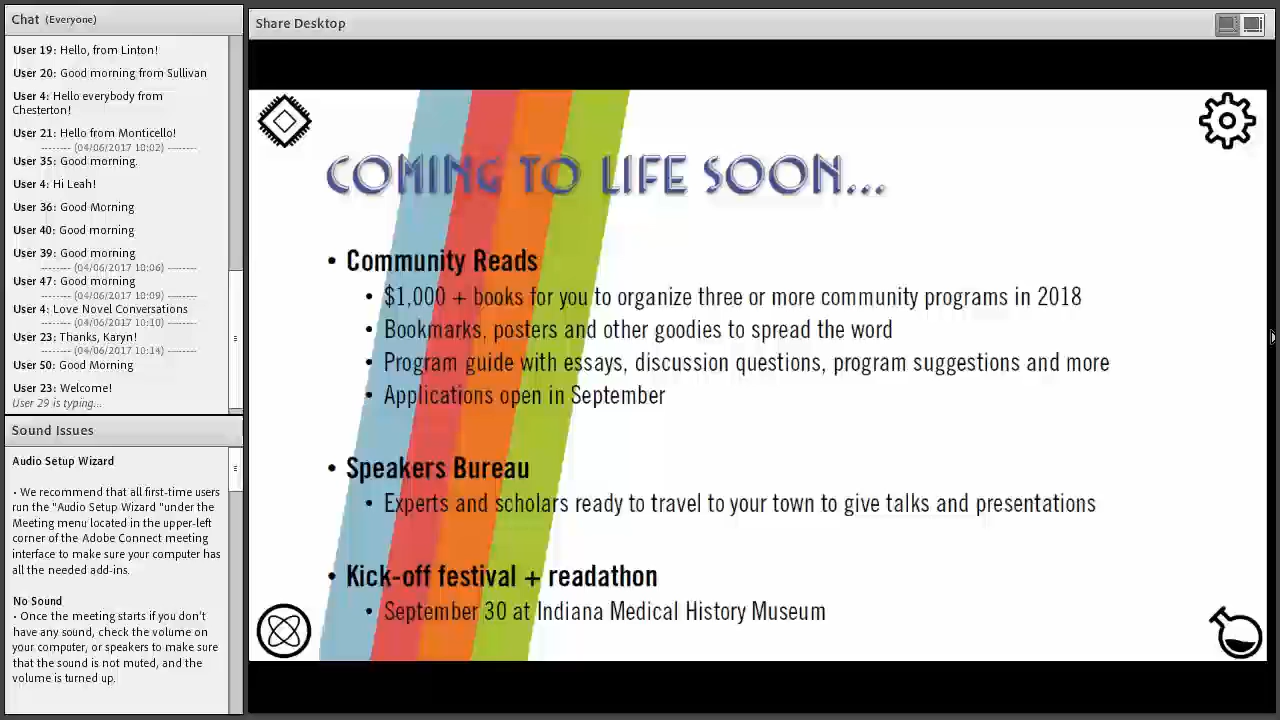 Chat (Everyone)
User 19: Hello, from Linton!
User 20: Good morning from Sullivan
User 4: Hello everybody from
Chesterton!
User 21: Hello from Monticello!
-------- (04/06/2017 10:02) --------
User 35: Good morning.
User 4: Hi Leah!
User 36: Good Morning
User 40: Good morning
User 39: Good morning
-------- (04/06/2017 10:06) --------
User 47: Good morning
-------- (04/06/2017 10:09) --------
User 4: Love Novel Conversations
-------- (04/06/2017 10:10) --------
User 23: Thanks, Karyn!
-------- (04/06/2017 10:14) --------
User 50: Good Morning
User 23: Welcome!
User 29 is typing...
Sound Issues
Audio Setup Wizard
• We recommend that all first-time users
run the "Audio Setup Wizard "under the
Meeting menu located in the upper-left
corner of the Adobe Connect meeting
interface to make sure your computer has
all the needed add-ins.
No Sound
• Once the meeting starts if you don't
have any sound, check the volume on
your computer, or speakers to make sure
that the sound is not muted, and the
volume is turned up.
Share Desktop
COMING TO LIFE SOON...
• Community Reads
• $1,000 + books for you to organize three or more community programs in 2018
• Bookmarks, posters and other goodies to spread the word
• Program guide with essays, discussion questions, program suggestions and more
• Applications open in September
• Speakers Bureau
• Experts and scholars ready to travel to your town to give talks and presentations
• Kick-off festival + readathon
• September 30 at Indiana Medical History Museum